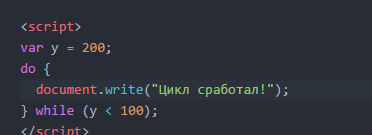 <script>
var y = 200;
do {
  document.write("Цикл сработал!");
} while (y < 100);
</script>